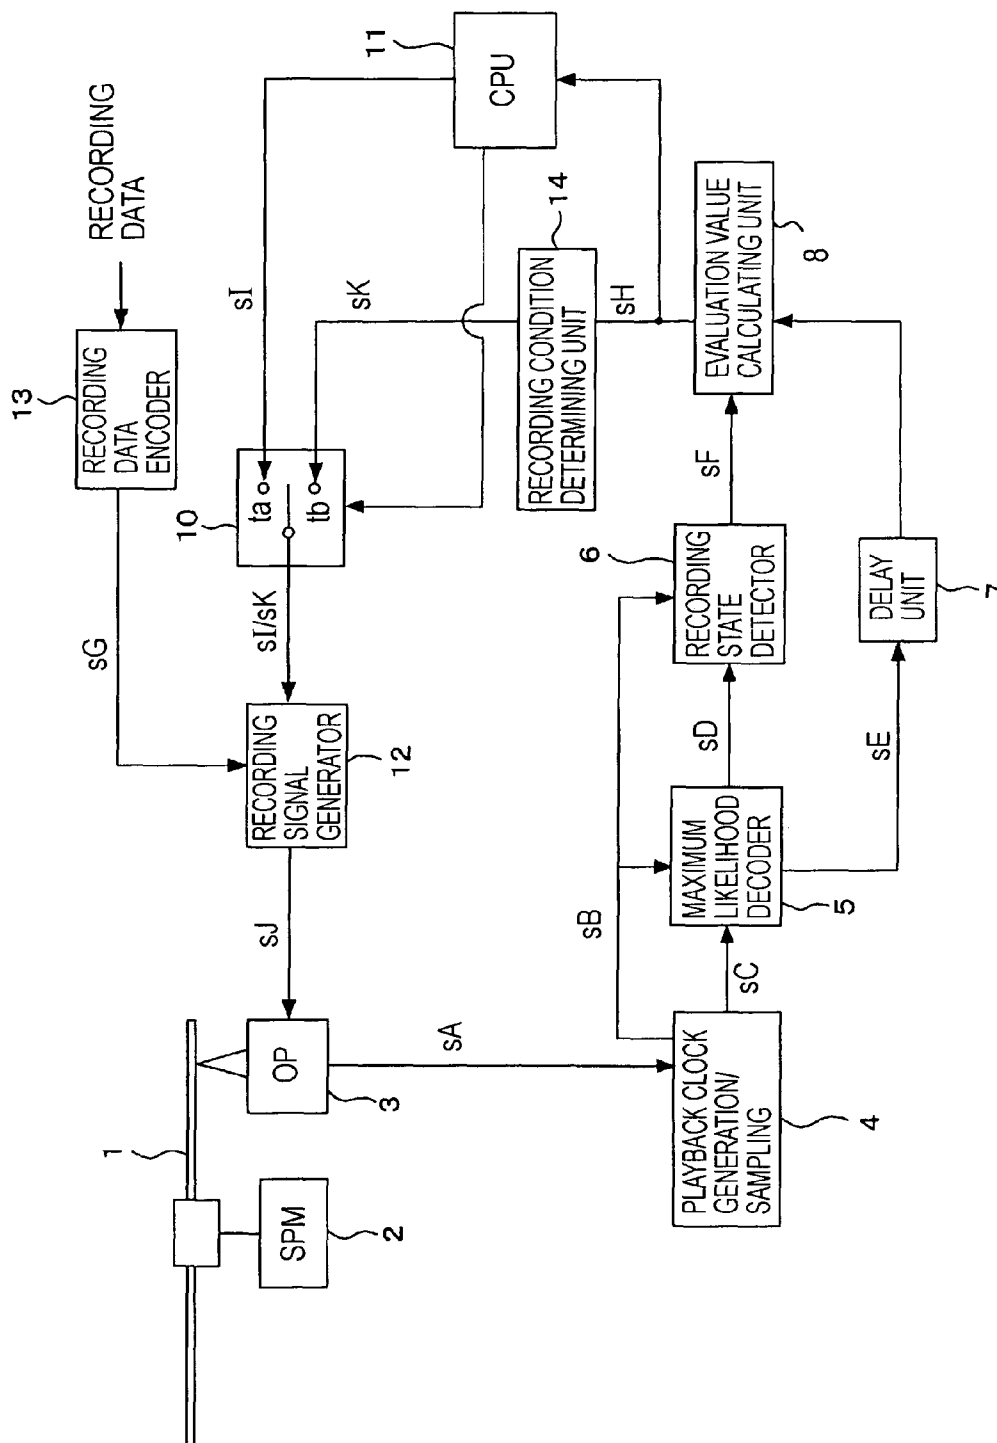 1
SPM
2
OP
3
sJ
sA
RECORDING
SIGNAL
GENERATOR
12
sG
sI/sK
10
ta
tb
13
RECORDING
DATA
ENCODER
RECORDING
DATA
sI
sK
11
CPU
14
RECORDING CONDITION
DETERMINING UNIT
sH
PLAYBACK CLOCK
GENERATION/
SAMPLING
4
sB
sC
MAXIMUM
LIKELIHOOD
DECODER
5
sD
sE
6
RECORDING
STATE
DETECTOR
sF
DELAY
UNIT
7
EVALUATION VALUE
CALCULATING UNIT
8